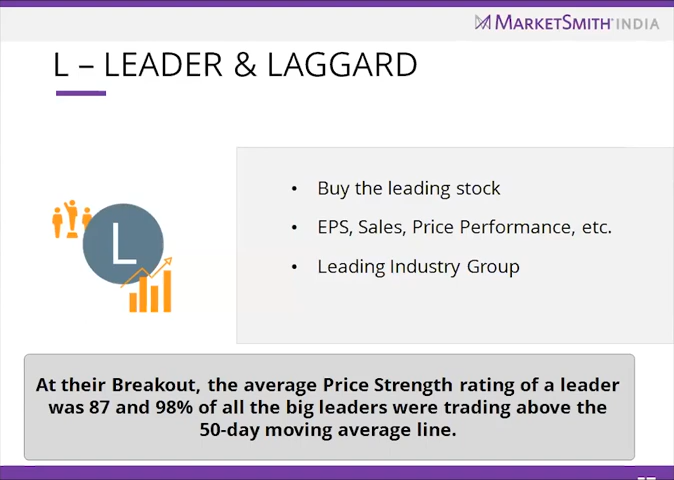 MARKETSMITH INDIA
L – LEADER & LAGGARD
L
• Buy the leading stock
• EPS, Sales, Price Performance, etc.
• Leading Industry Group
At their Breakout, the average Price Strength rating of a leader
was 87 and 98% of all the big leaders were trading above the
50-day moving average line.